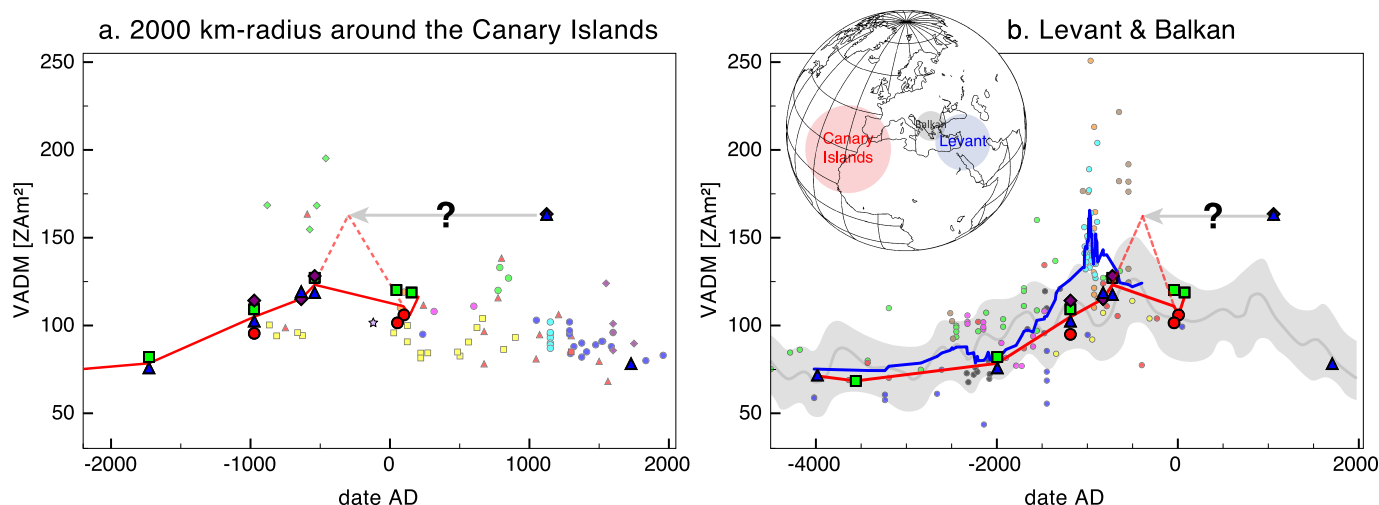 a. 2000 km-radius around the Canary Islands
VADM [ZAm²]
250
200
150
100
50
?
-2000
-1000
0
1000
2000
date AD
b. Levant & Balkan
VADM [ZAm²]
250
200
150
100
50
Balkan
Canary
Islands
Levant
?
-4000
-2000
0
2000
date AD